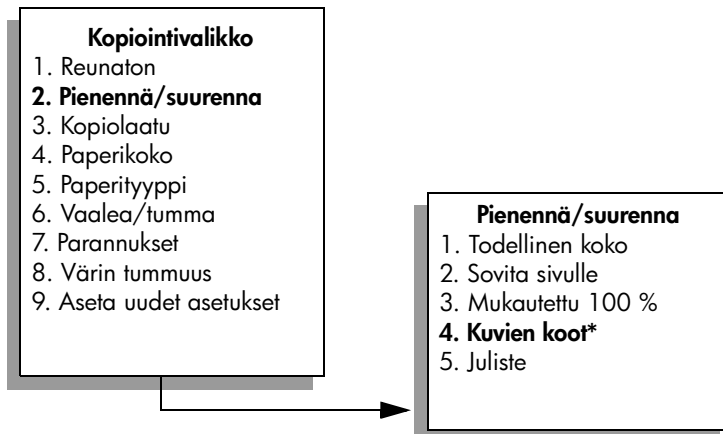 Kopiointivalikko
1. Reunaton
2. Pienennä/suurenna
3. Kopiolaatu
4. Paperikoko
5. Paperityyppi
6. Vaalea/tumma
7. Parannukset
8. Värin tummuus
9. Aseta uudet asetukset
Pienennä/suurenna
1. Todellinen koko
2. Sovita sivulle
3. Mukautettu 100 %
4. Kuvien koot*
5. Juliste